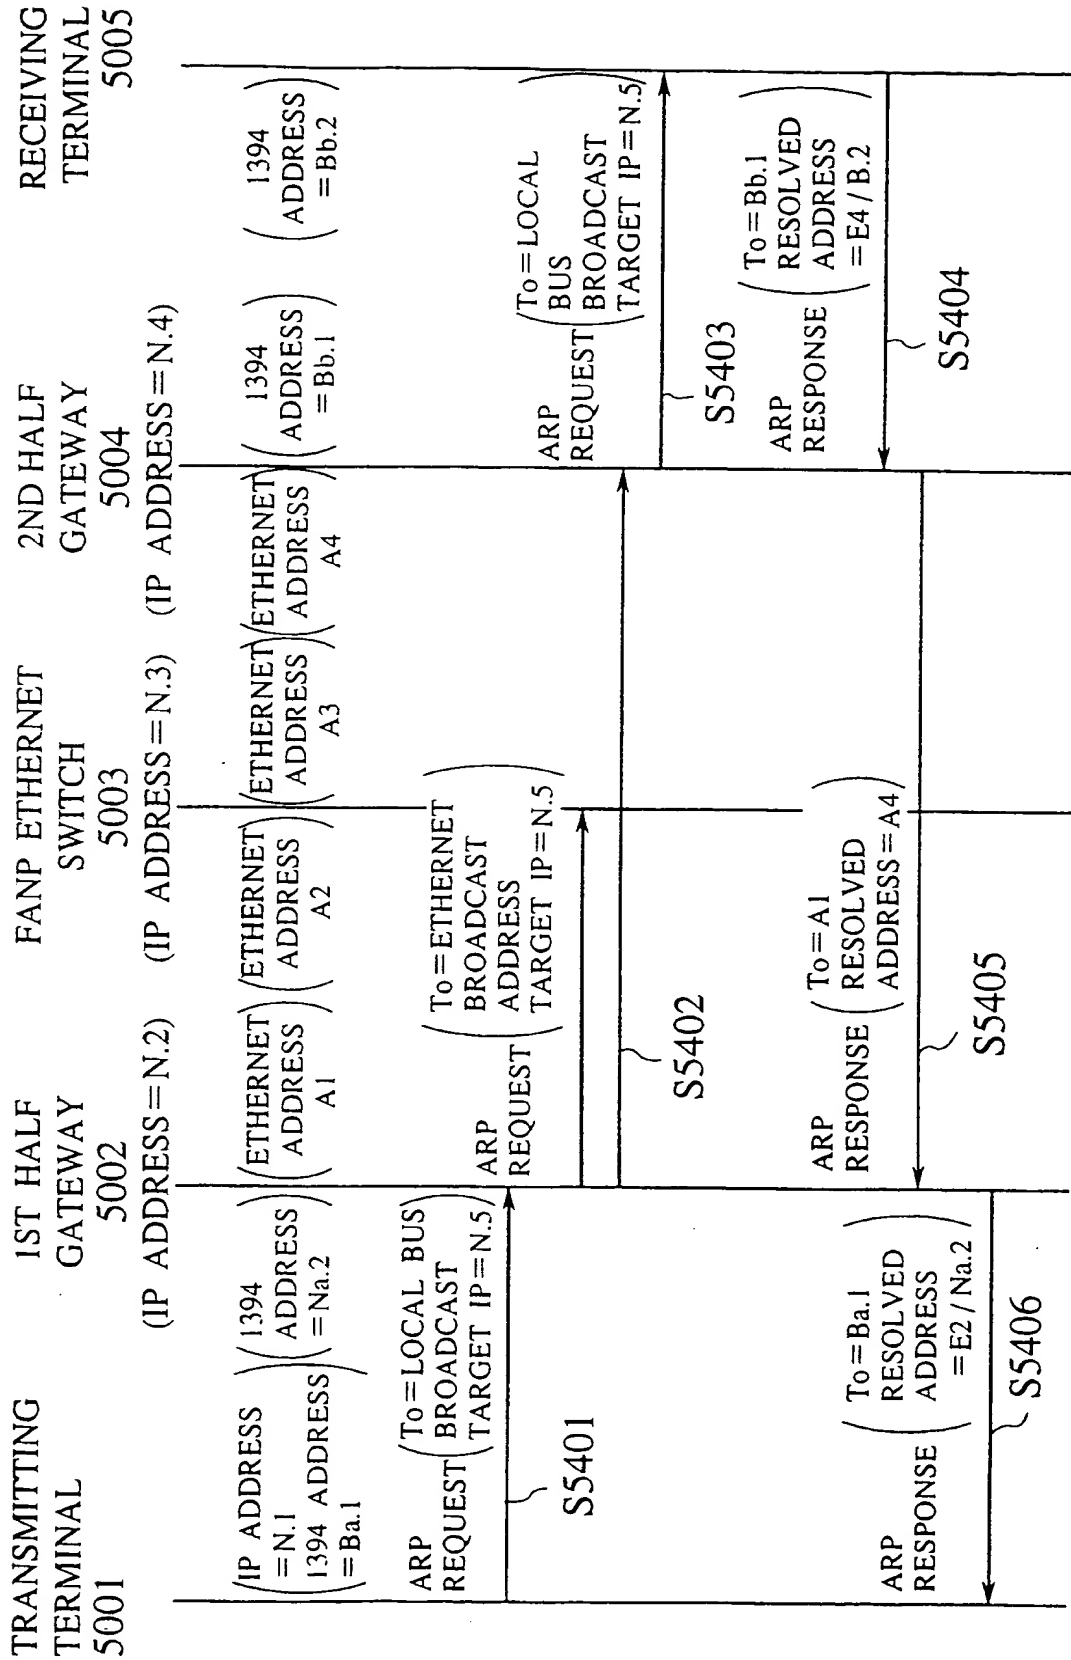 TRANSMITTING
TERMINAL
5001
1ST HALF
GATEWAY
5002
(IP ADDRESS=N.2)
FANP ETHERNET
SWITCH
5003
(IP ADDRESS=N.3)
2ND HALF
GATEWAY
5004
(IP ADDRESS=N.4)
RECEIVING
TERMINAL
5005
(IP ADDRESS
=N.1
1394 ADDRESS
=Ba.1)
(1394
ADDRESS
=Na.2)
(ETHERNET
ADDRESS
A1)
(ETHERNET
ADDRESS
A2)
(ETHERNET
ADDRESS
A3)
(ETHERNET
ADDRESS
A4)
(1394
ADDRESS
=Bb.1)
(1394
ADDRESS
=Bb.2)
ARP
REQUEST
(To=LOCAL BUS
BROADCAST
TARGET IP=N.5)
S5401
ARP
REQUEST
(To=ETHERNET
BROADCAST
ADDRESS
TARGET IP=N.5)
S5402
ARP
REQUEST
(To=LOCAL
BUS
BROADCAST
TARGET IP=N.5)
S5403
ARP
RESPONSE
(To=Bb.1
RESOLVED
ADDRESS
=E4/B.2)
S5404
ARP
RESPONSE
(To=A1
RESOLVED
ADDRESS=A4)
S5405
ARP
RESPONSE
(To=Ba.1
RESOLVED
ADDRESS
=E2/Na.2)
S5406